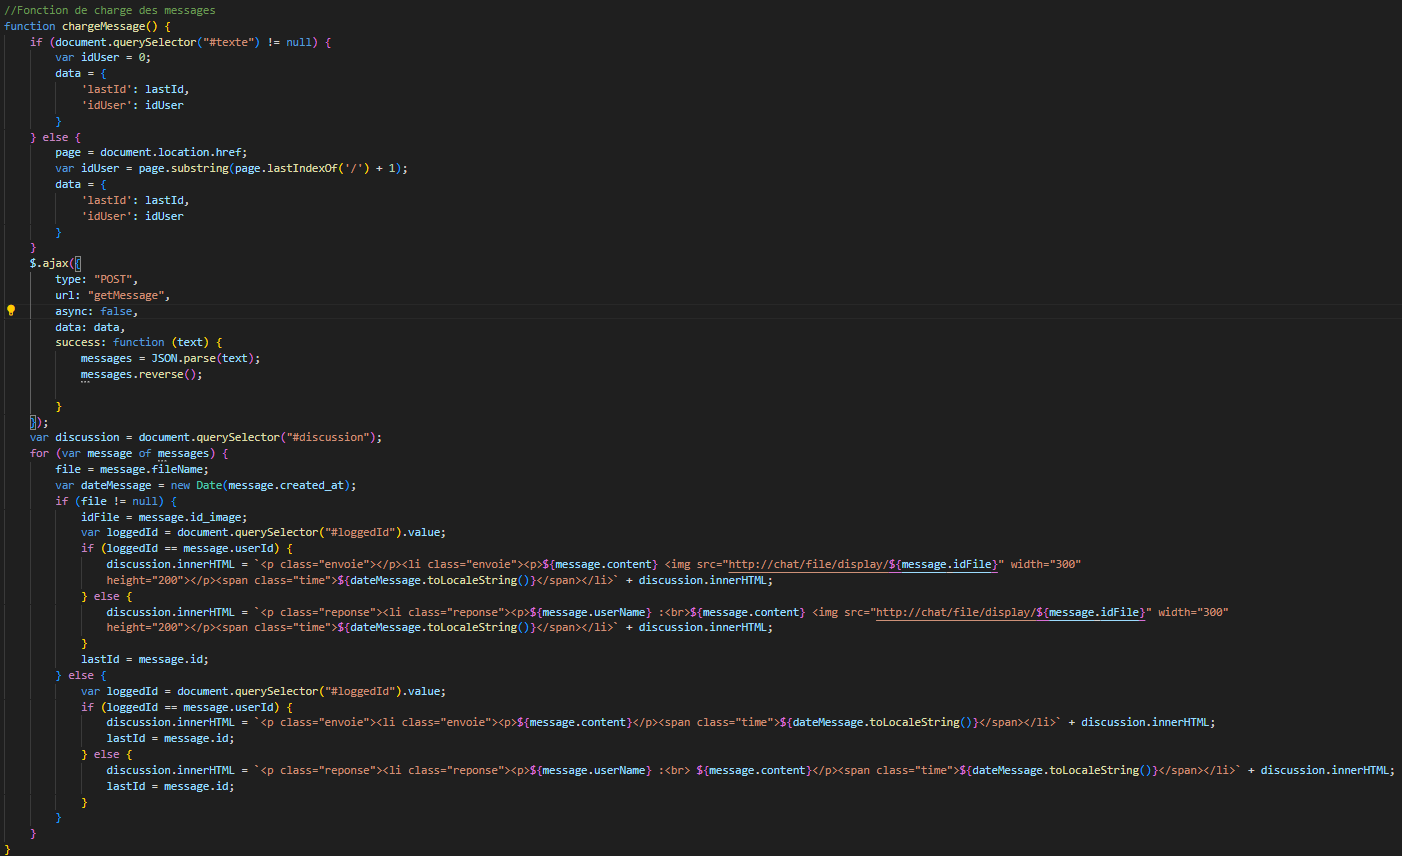 //Fonction de charge des messages
function chargeMessage() {
    if (document.querySelector("#texte") != null) {
        var idUser = 0;
        data = {
            'lastId': lastId,
            'idUser': idUser
        }
    } else {
        page = document.location.href;
        var idUser = page.substring(page.lastIndexOf('/') + 1);
        data = {
            'lastId': lastId,
            'idUser': idUser
        }
    }
    $.ajax({
        type: "POST",
        url: "getMessage",
        async: false,
        data: data,
        success: function (text) {
            messages = JSON.parse(text);
            messages.reverse();

        }
    });
    var discussion = document.querySelector("#discussion");
    for (var message of messages) {
        file = message.fileName;
        var dateMessage = new Date(message.created_at);
        if (file != null) {
            idFile = message.id_image;
            var loggedId = document.querySelector("#loggedId").value;
            if (loggedId == message.userId) {
                discussion.innerHTML = `<p class="envoie"></p><li class="envoie"><p>${message.content} <img src="http://chat/file/display/${message.idFile}" width="300"
                height="200"></p><span class="time">${dateMessage.toLocaleString()}</span></li>` + discussion.innerHTML;
            } else {
                discussion.innerHTML = `<p class="reponse"><li class="reponse"><p>${message.userName} :<br>${message.content} <img src="http://chat/file/display/${message.idFile}" width="300"
                height="200"></p><span class="time">${dateMessage.toLocaleString()}</span></li>` + discussion.innerHTML;
            }
            lastId = message.id;
        } else {
            var loggedId = document.querySelector("#loggedId").value;
            if (loggedId == message.userId) {
                discussion.innerHTML = `<p class="envoie"><li class="envoie"><p>${message.content}</p><span class="time">${dateMessage.toLocaleString()}</span></li>` + discussion.innerHTML;
                lastId = message.id;
            } else {
                discussion.innerHTML = `<p class="reponse"><li class="reponse"><p>${message.userName} :<br> ${message.content}</p><span class="time">${dateMessage.toLocaleString()}</span></li>` + discussion.innerHTML;
                lastId = message.id;
            }
        }
    }
}